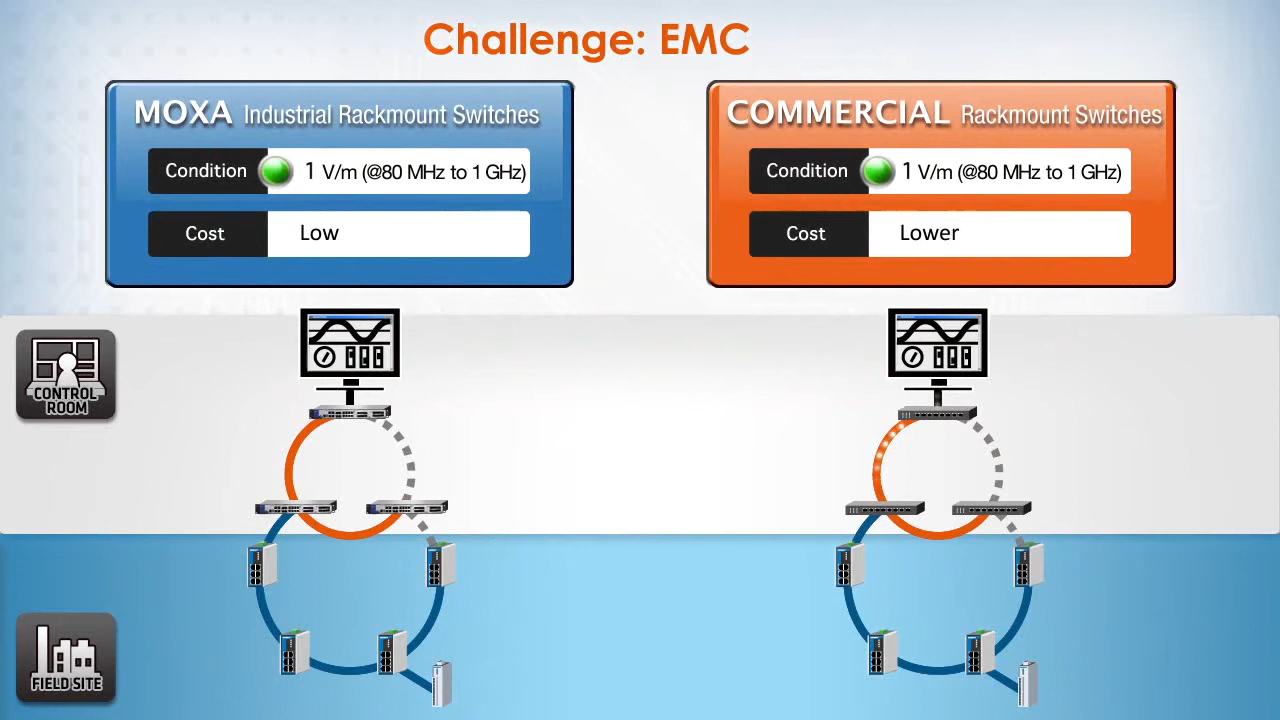 Challenge: EMC
MOXA Industrial Rackmount Switches
Condition 1 V/m (@80 MHz to 1 GHz)
Cost Low
COMMERCIAL Rackmount Switches
Condition 1 V/m (@80 MHz to 1 GHz)
Cost Lower
CONTROL
ROOM
FIELD SITE